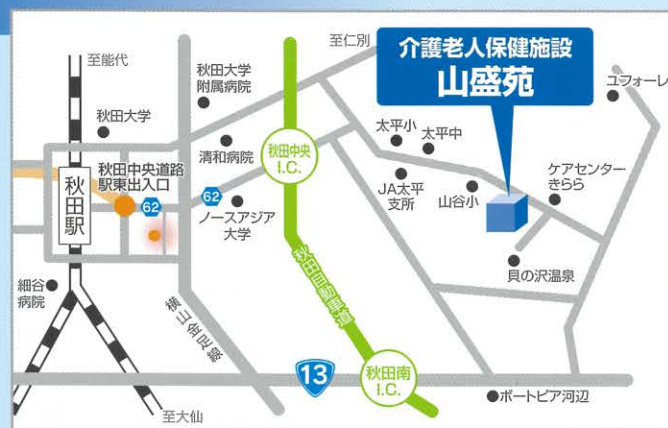 至能代
秋田大学
附属病院
至仁別
介護老人保健施設
山盛苑
ユフォーレ
秋田大学
清和病院
秋田中央
I.C.
太平小
太平中
秋田中央道路
駅東出入口
62
62
ノースアジア
大学
JA太平
支所
山谷小
ケアセンター
きらら
秋田駅
貝の沢温泉
細谷
病院
横山金足線
秋田自動車道
13
秋田南
I.C.
ボートピア河辺
至大仙